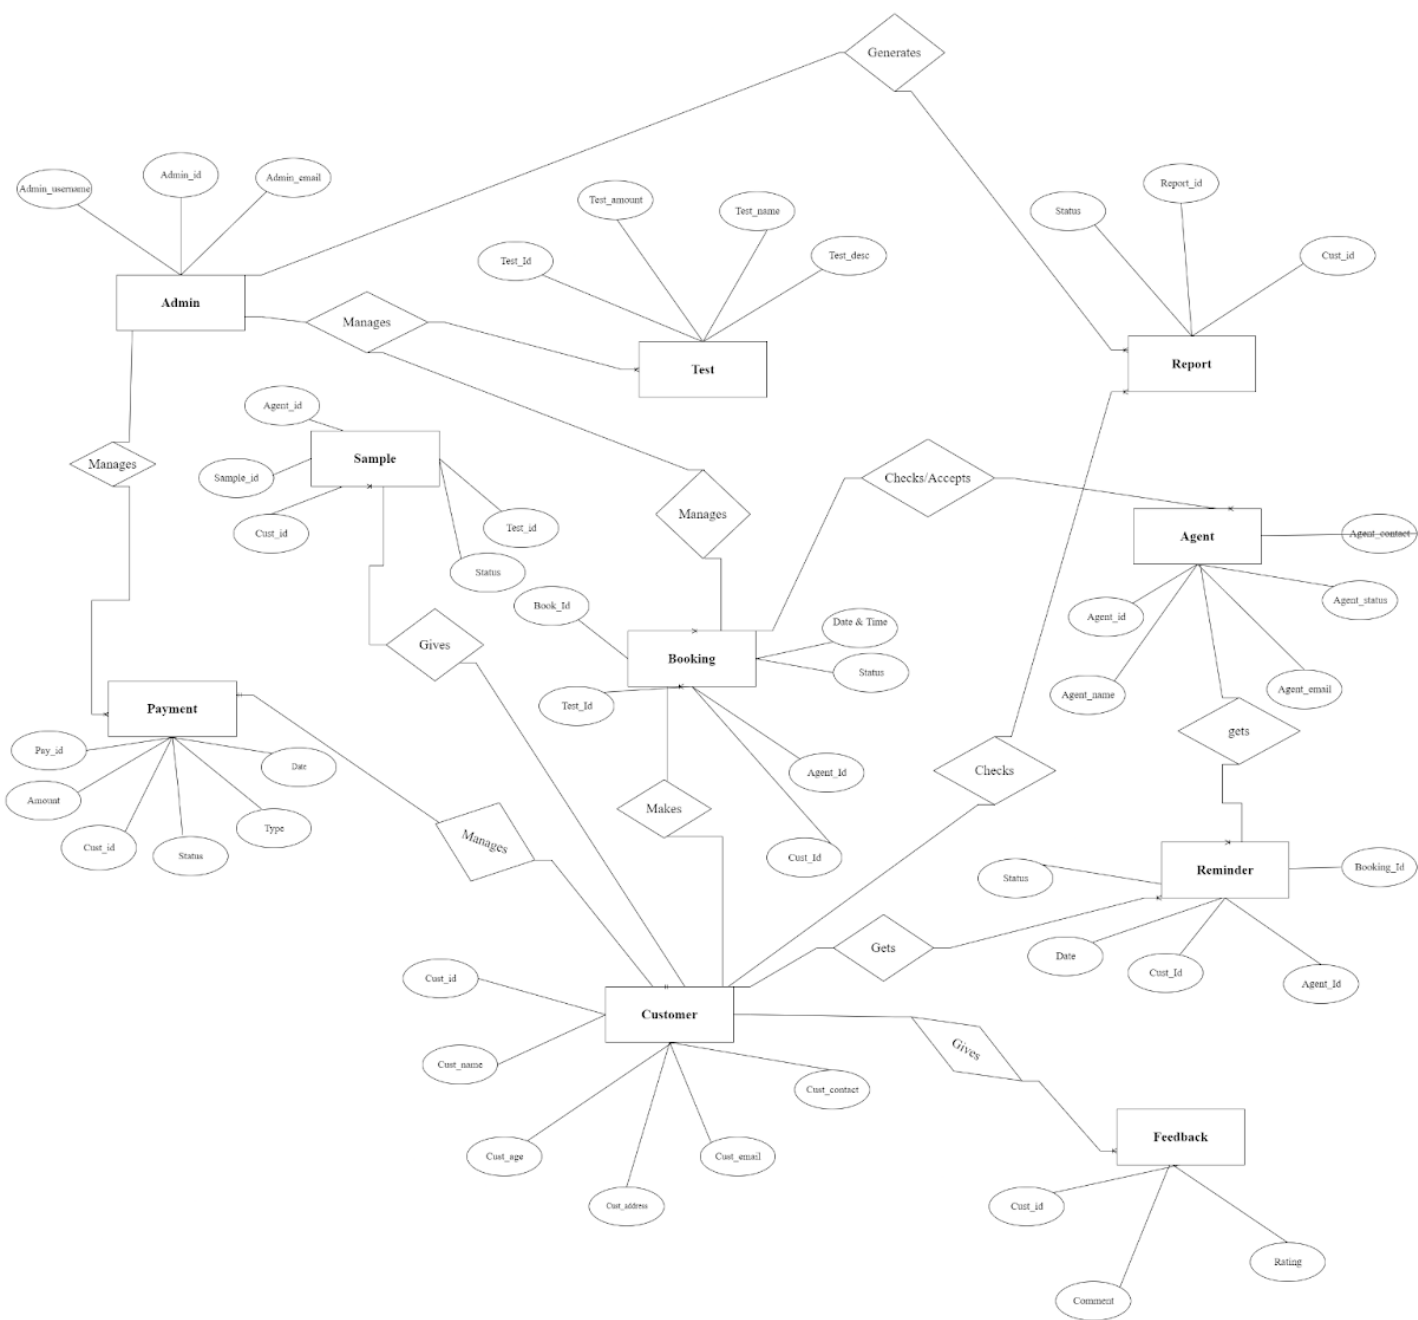 Generates
Admin_username
Admin_id
Admin_email
Admin
Manages
Test_Id
Test_amount
Test_name
Test_desc
Test
Status
Report_id
Cust_id
Report
Manages
Agent_id
Sample
Sample_id
Cust_id
Test_id
Status
Manages
Checks/Accepts
Agent
Agent_contact
Agent_id
Agent_status
Agent_name
Agent_email
Gives
Book_Id
Date & Time
Booking
Status
Test_Id
Agent_Id
Cust_Id
Makes
Payment
Pay_id
Date
Amount
Type
Cust_id
Status
Manages
Checks
gets
Reminder
Status
Booking_Id
Date
Cust_Id
Agent_Id
Gets
Cust_id
Customer
Cust_name
Cust_contact
Cust_age
Cust_email
Cust_address
Gives
Feedback
Cust_id
Rating
Comment